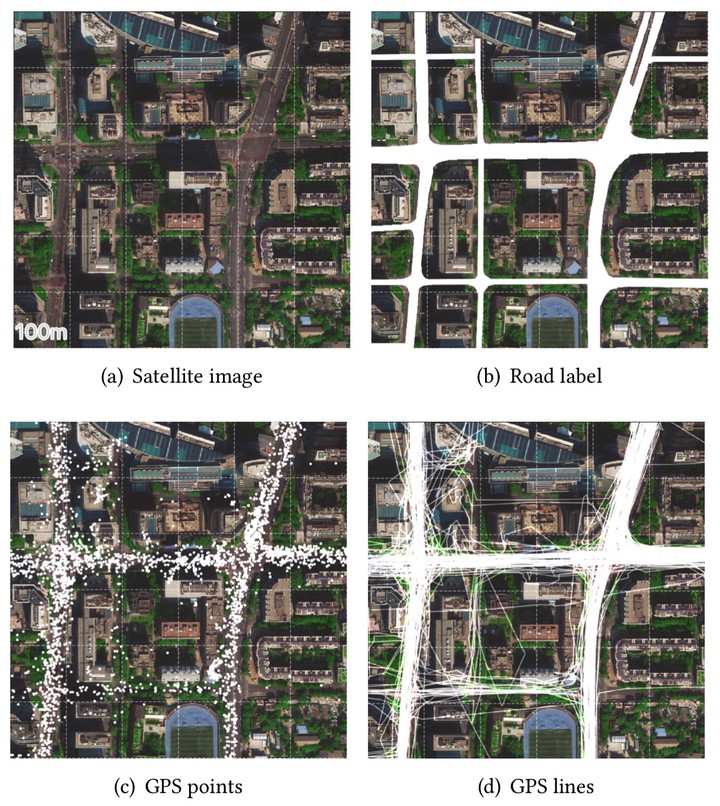 100m
(a) Satellite image
(b) Road label
(c) GPS points
(d) GPS lines